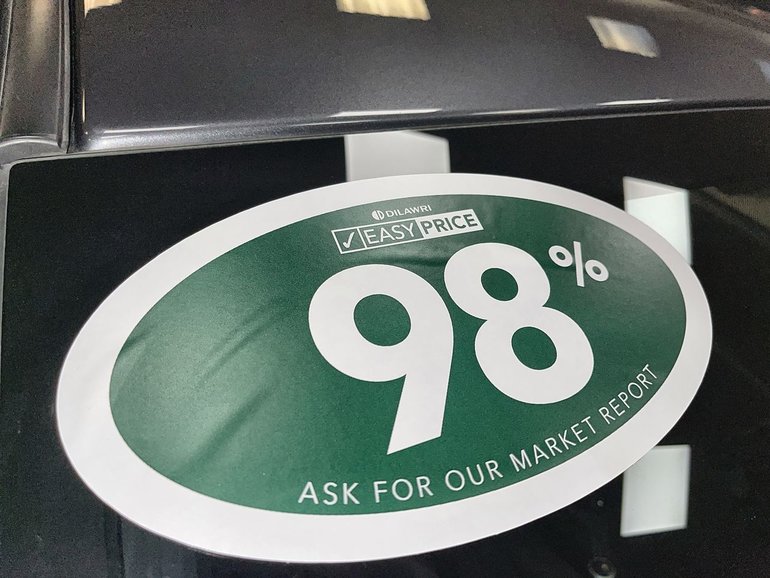 DILAWRI
EASY PRICE
98%
ASK FOR OUR MARKET REPORT